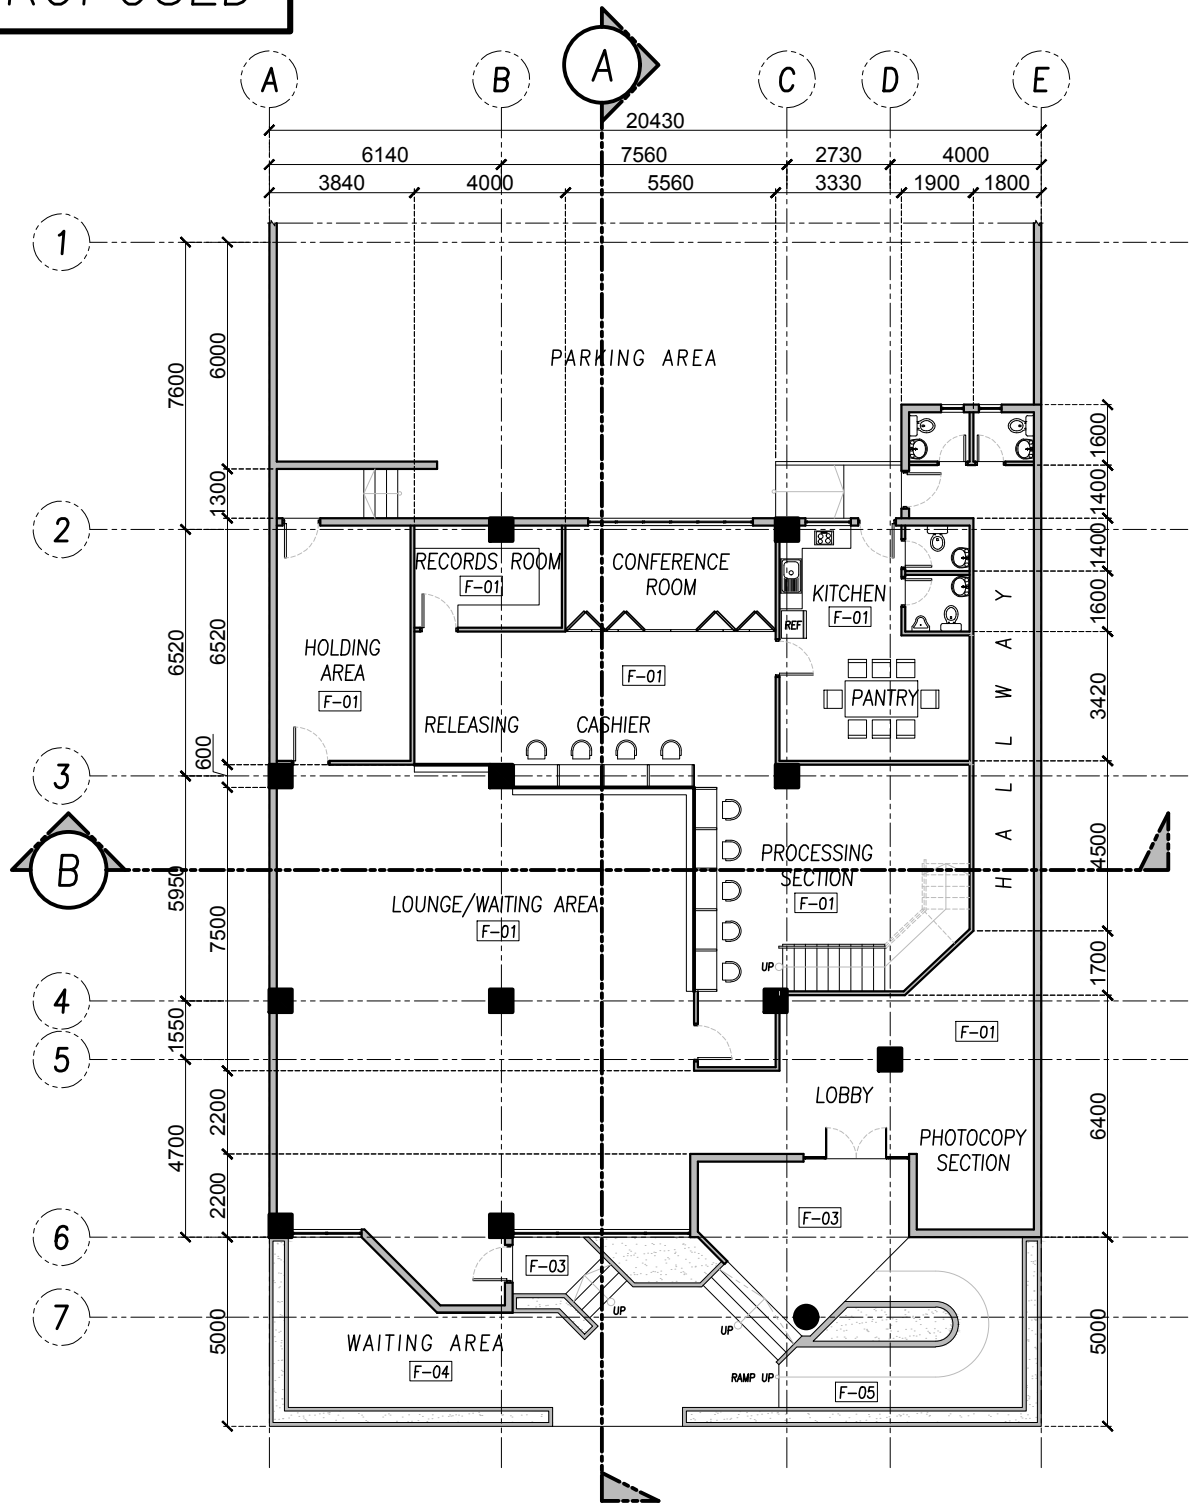 A
B
A
C
D
E
20430
6140
7560
2730
4000
3840
4000
5560
3330
1900
1800
1
6000
7600
PARKING AREA
1600
1300
1400
2
RECORDS ROOM
F-01
CONFERENCE
ROOM
KITCHEN
F-01
REF
1400
1600
HOLDING
AREA
F-01
6520
6520
F-01
PANTRY
3420
RELEASING
CASHIER
HALLWAY
600
3
B
5950
7500
PROCESSING
SECTION
F-01
4500
LOUNGE/WAITING AREA
F-01
UP
1700
4
1550
F-01
5
LOBBY
2200
4700
6400
PHOTOCOPY
SECTION
2200
F-03
6
F-03
UP
UP
7
5000
WAITING AREA
F-04
RAMP UP
F-05
5000